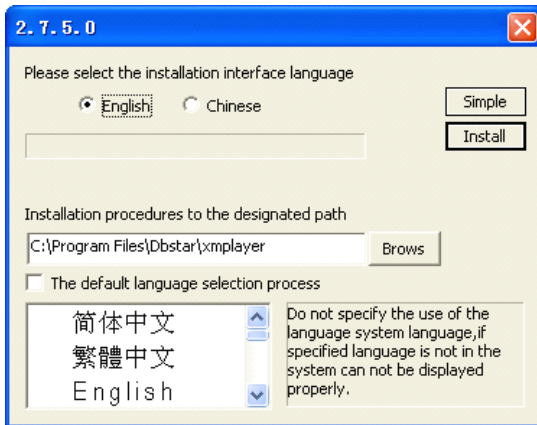 2.7.5.0
Please select the installation interface language
English
Chinese
Simple
Install
Installation procedures to the designated path
C:\Program Files\Dbstar\xmplayer
Brows
The default language selection process
简体中文
繁體中文
English
Do not specify the use of the
language system language,if
specified language is not in the
system can not be displayed
properly.